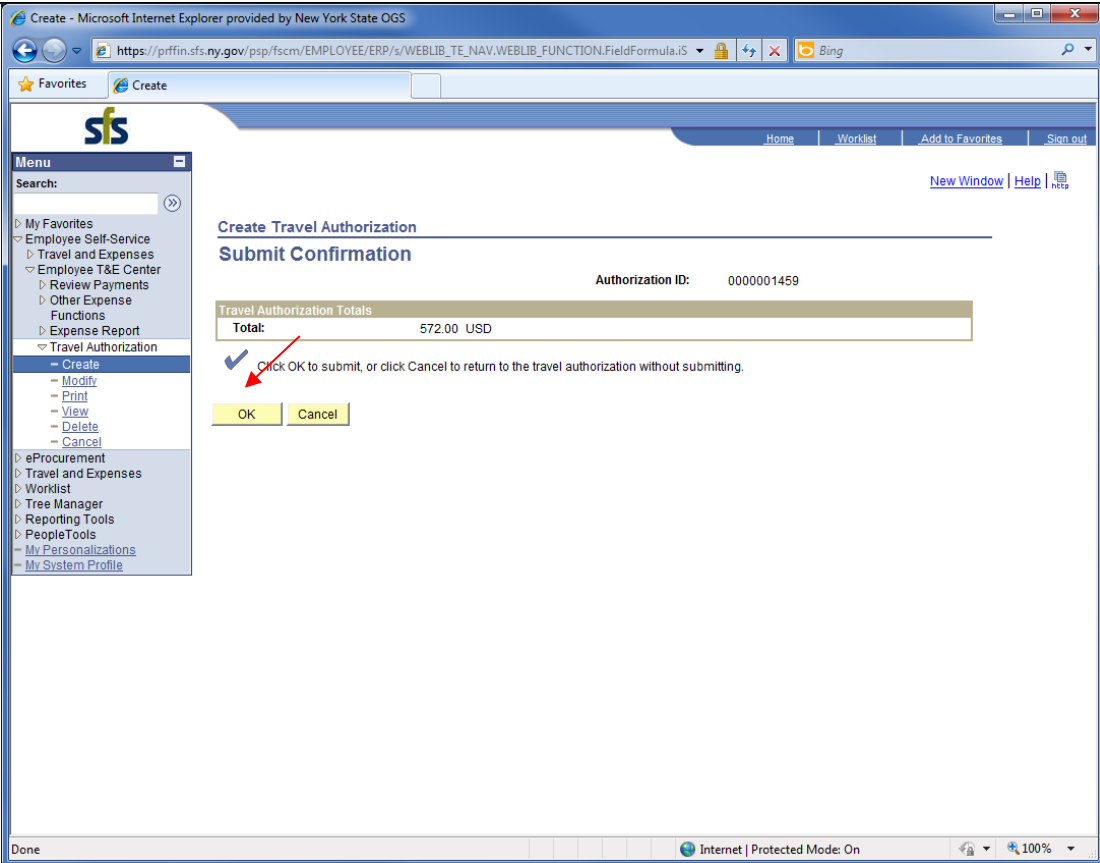 Create - Microsoft Internet Explorer provided by New York State OGS
https://prffin.sfs.ny.gov/psp/fscm/EMPLOYEE/ERP/s/WEBLIB_TE_NAV.WEBLIB_FUNCTION.FieldFormula.iS
Bing
Favorites
Create
sfs
Home
Worklist
Add to Favorites
Sign out
Menu
Search:
New Window | Help |
http
My Favorites
Employee Self-Service
Travel and Expenses
Employee T&E Center
Review Payments
Other Expense
Functions
Expense Report
Travel Authorization
– Create
– Modify
– Print
– View
– Delete
– Cancel
eProcurement
Travel and Expenses
Worklist
Tree Manager
Reporting Tools
PeopleTools
– My Personalizations
– My System Profile
Create Travel Authorization
Submit Confirmation
Authorization ID: 0000001459
Travel Authorization Totals
Total: 572.00 USD
Click OK to submit, or click Cancel to return to the travel authorization without submitting.
OK
Cancel
Done
Internet | Protected Mode: On
100%